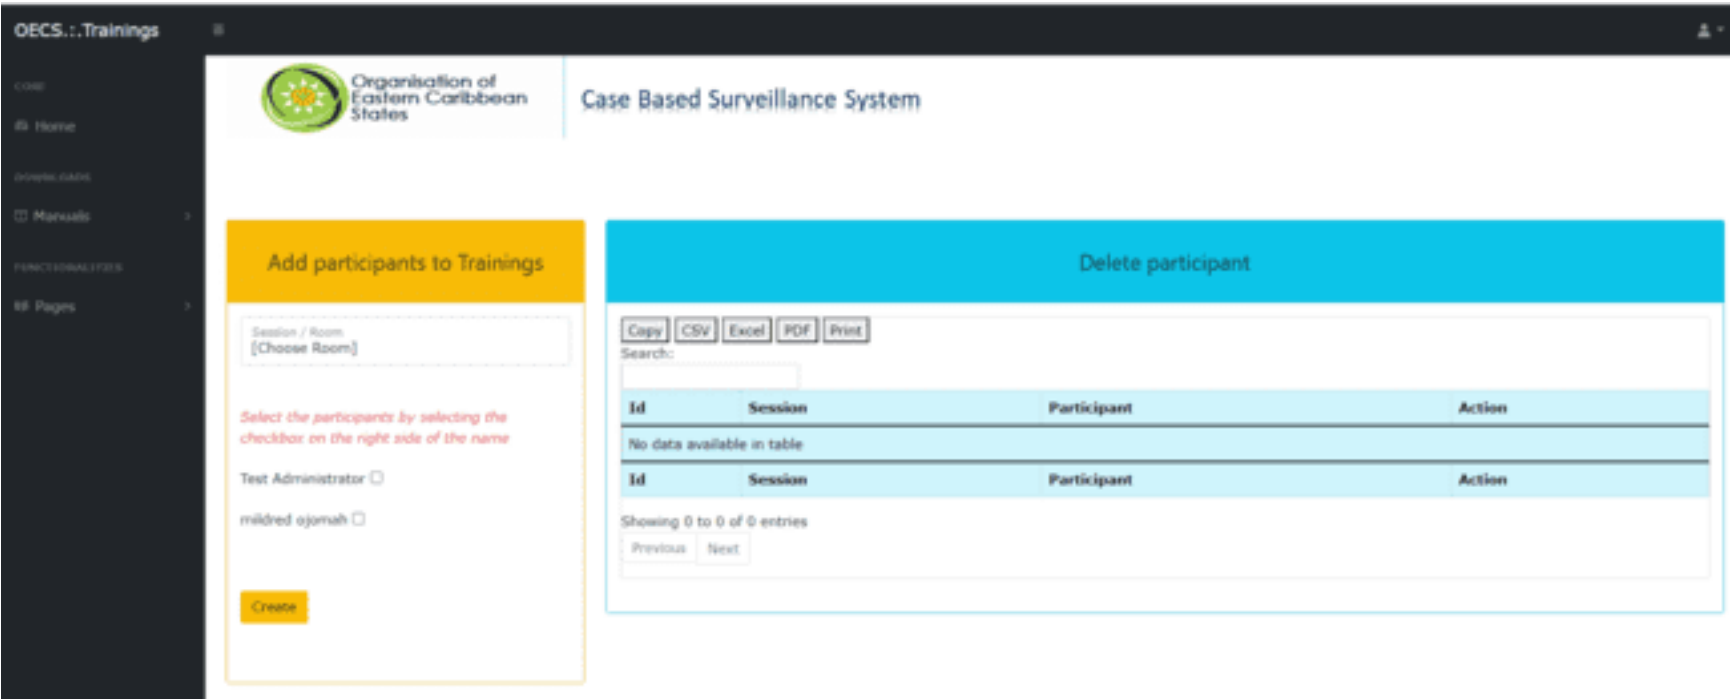 OECS.:.Trainings
CORE
Home
DOWNLOADS
Manuals
FUNCTIONALITIES
Pages
Organisation of
Eastern Caribbean
States
Case Based Surveillance System
Add participants to Trainings
Session / Room
[Choose Room]
Select the participants by selecting the
checkbox on the right side of the name
Test Administrator
mildred ojomah
Create
Delete participant
Copy CSV Excel PDF Print
Search:
Id Session Participant Action
No data available in table
Id Session Participant Action
Showing 0 to 0 of 0 entries
Previous Next